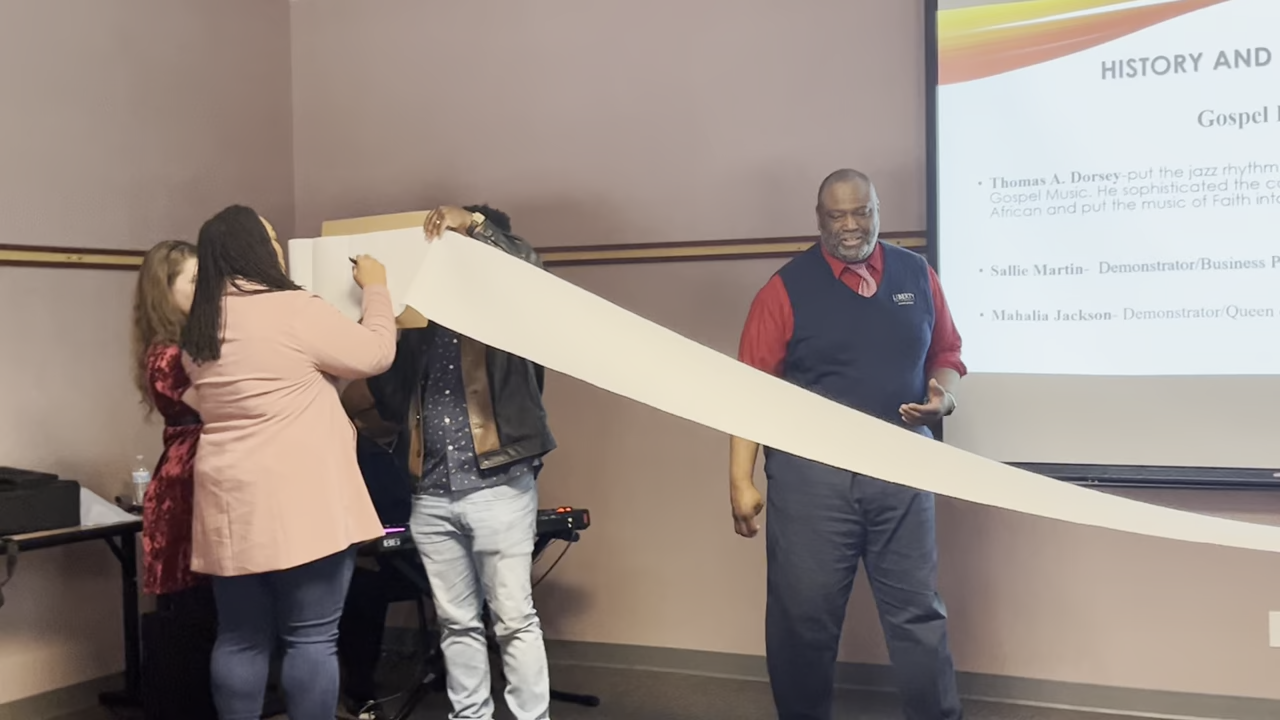 HISTORY AND
Gospel
• Thomas A. Dorsey-put the jazz rhythm
Gospel Music. He sophisticated the
African and put the music of Faith into
• Sallie Martin- Demonstrator/Business
• Mahalia Jackson- Demonstrator/Queen
LIBERTY